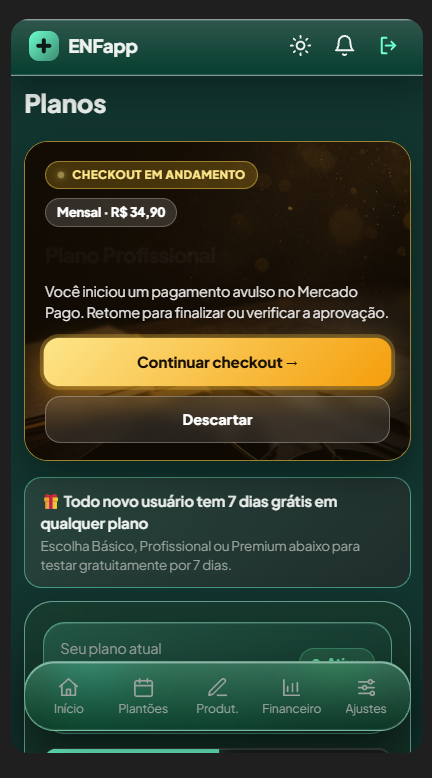 ENFapp
Planos
CHECKOUT EM ANDAMENTO
Mensal · R$ 34,90
Plano Profissional
Você iniciou um pagamento avulso no Mercado
Pago. Retome para finalizar ou verificar a aprovação.
Continuar checkout →
Descartar
🎁 Todo novo usuário tem 7 dias grátis em
qualquer plano
Escolha Básico, Profissional ou Premium abaixo para
testar gratuitamente por 7 dias.
Seu plano atual
Início
Plantões
Produt.
Financeiro
Ajustes